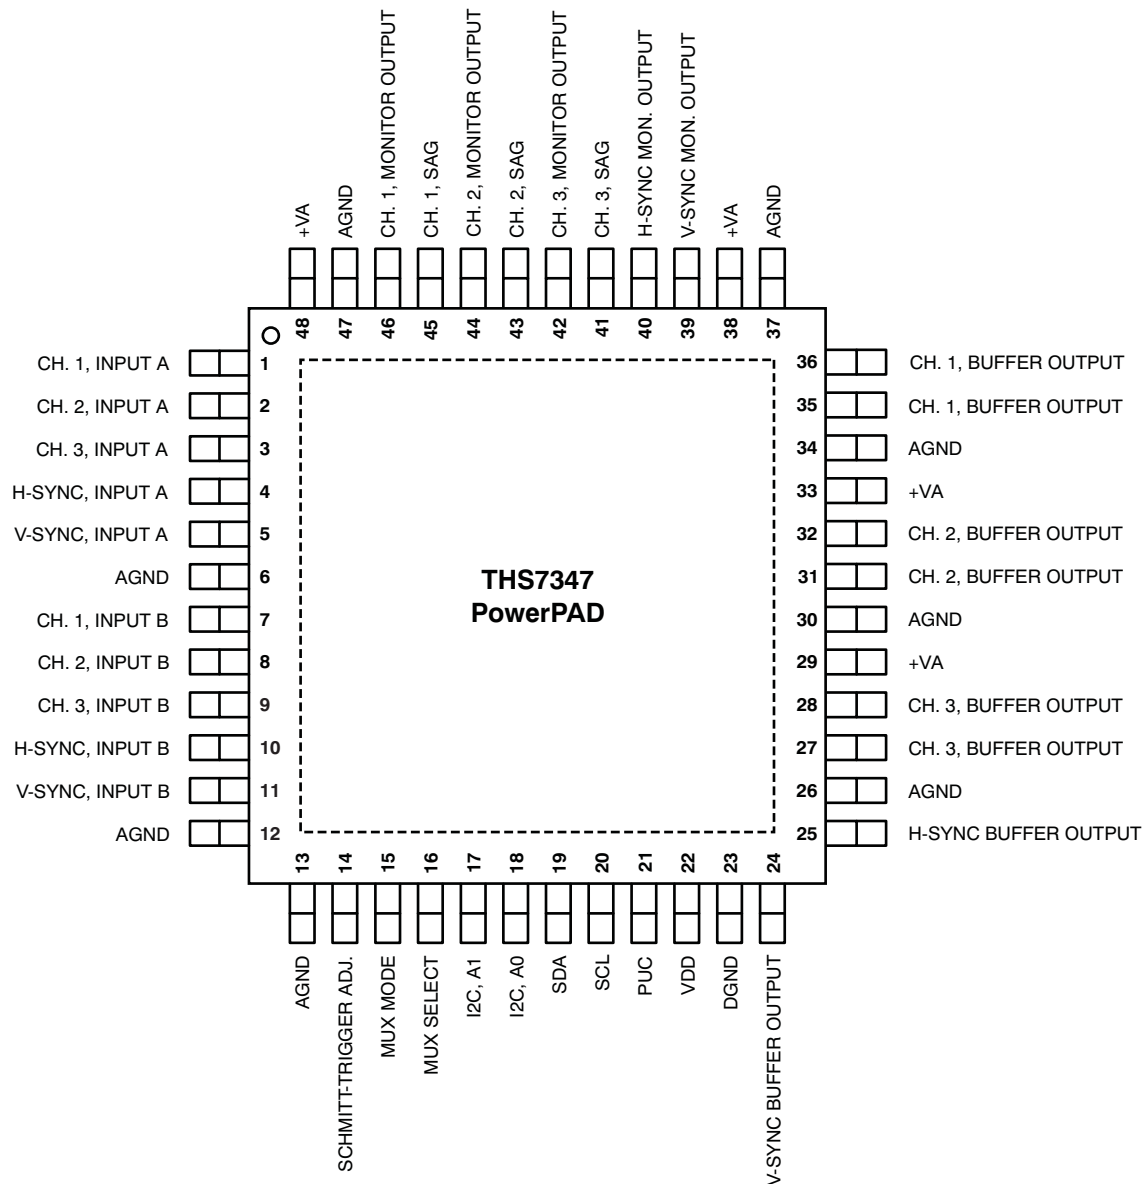 CH. 1, MONITOR OUTPUT
CH. 2, MONITOR OUTPUT
CH. 3, MONITOR OUTPUT
H-SYNC MON. OUTPUT
V-SYNC MON. OUTPUT
+VA
AGND
CH. 1, SAG
CH. 2, SAG
CH. 3, SAG
+VA
AGND
48
47
46
45
44
43
42
41
40
39
38
37
CH. 1, INPUT A
1
CH. 2, INPUT A
2
CH. 3, INPUT A
3
H-SYNC, INPUT A
4
V-SYNC, INPUT A
5
AGND
6
CH. 1, INPUT B
7
CH. 2, INPUT B
8
CH. 3, INPUT B
9
H-SYNC, INPUT B
10
V-SYNC, INPUT B
11
AGND
12
THS7347
PowerPAD
36
CH. 1, BUFFER OUTPUT
35
CH. 1, BUFFER OUTPUT
34
AGND
33
+VA
32
CH. 2, BUFFER OUTPUT
31
CH. 2, BUFFER OUTPUT
30
AGND
29
+VA
28
CH. 3, BUFFER OUTPUT
27
CH. 3, BUFFER OUTPUT
26
AGND
25
H-SYNC BUFFER OUTPUT
13
14
15
16
17
18
19
20
21
22
23
24
AGND
SCHMITT-TRIGGER ADJ.
MUX MODE
MUX SELECT
I2C, A1
I2C, A0
SDA
SCL
PUC
VDD
DGND
V-SYNC BUFFER OUTPUT